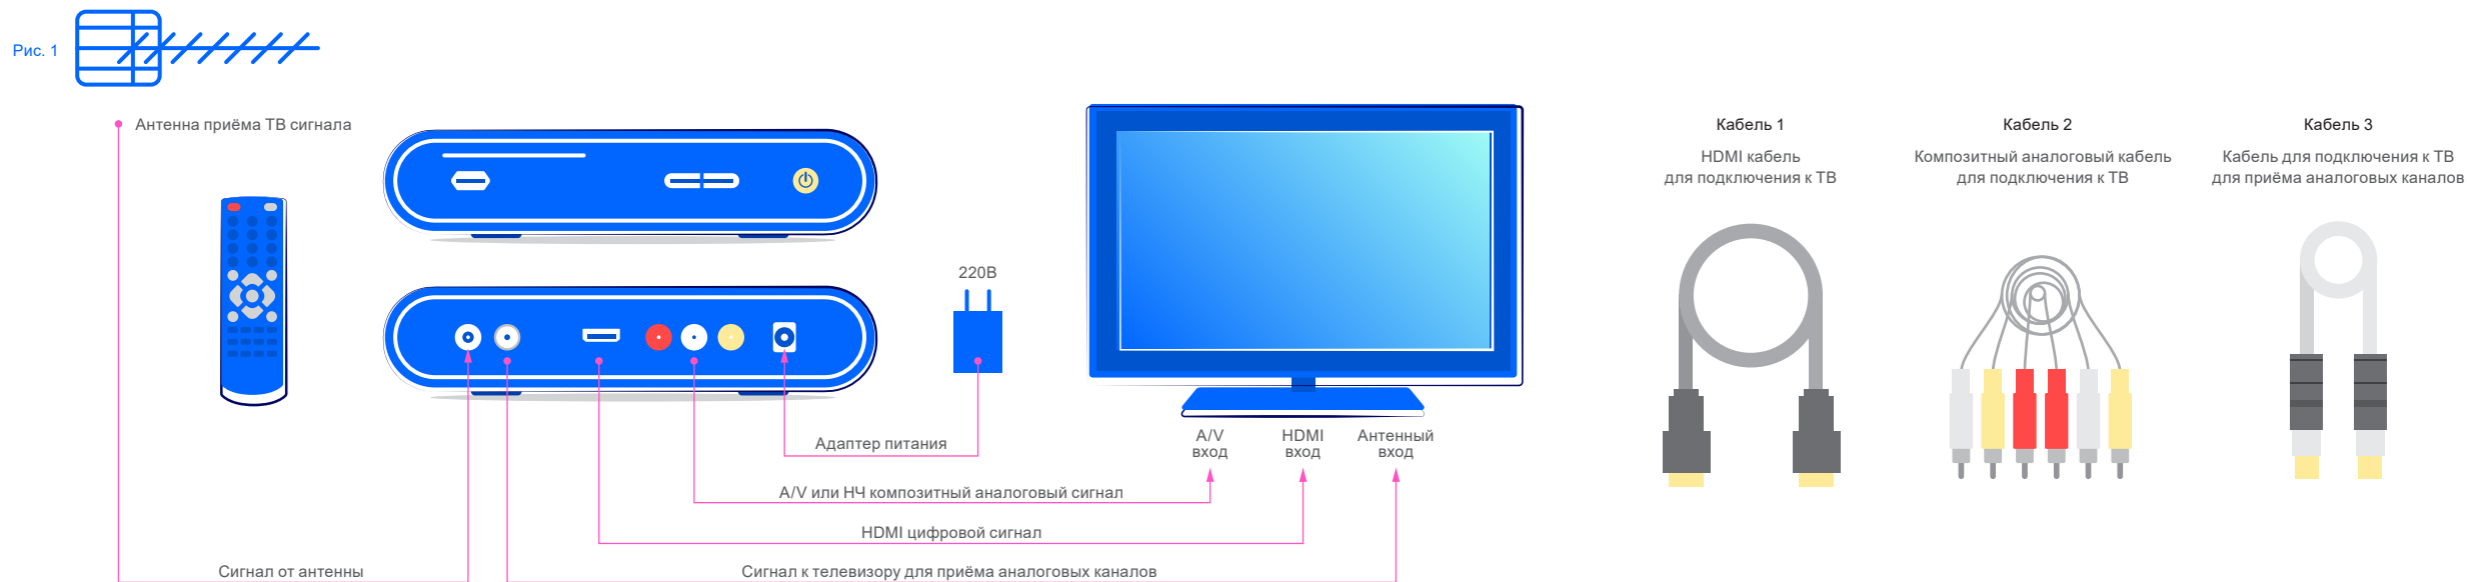 Рис. 1
Антенна приёма ТВ сигнала
220В
Адаптер питания
A/V
вход
HDMI
вход
Антенный
вход
A/V или НЧ композитный аналоговый сигнал
HDMI цифровой сигнал
Сигнал от антенны
Сигнал к телевизору для приёма аналоговых каналов
Кабель 1
HDMI кабель
для подключения к ТВ
Кабель 2
Композитный аналоговый кабель
для подключения к ТВ
Кабель 3
Кабель для подключения к ТВ
для приёма аналоговых каналов